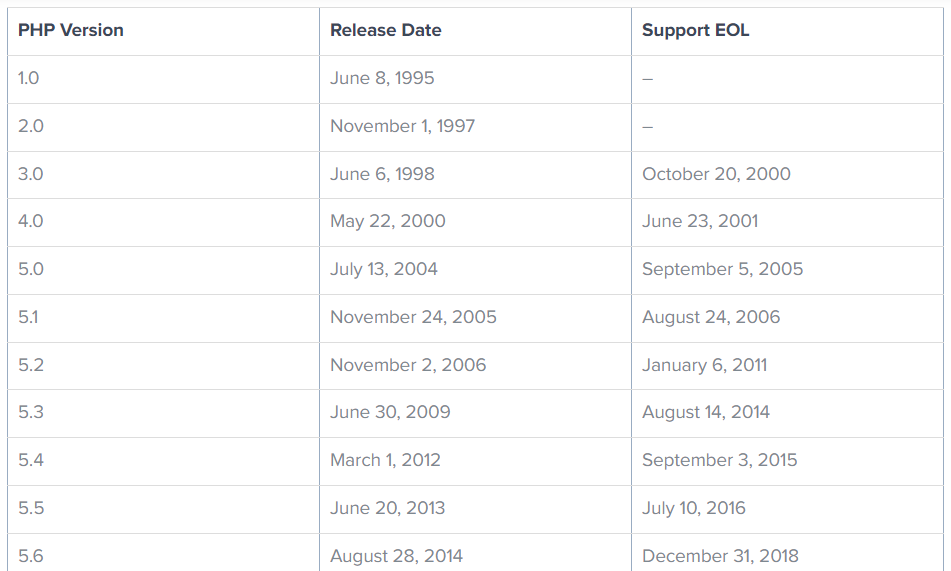 PHP Version Release Date Support EOL
1.0 June 8, 1995 –
2.0 November 1, 1997 –
3.0 June 6, 1998 October 20, 2000
4.0 May 22, 2000 June 23, 2001
5.0 July 13, 2004 September 5, 2005
5.1 November 24, 2005 August 24, 2006
5.2 November 2, 2006 January 6, 2011
5.3 June 30, 2009 August 14, 2014
5.4 March 1, 2012 September 3, 2015
5.5 June 20, 2013 July 10, 2016
5.6 August 28, 2014 December 31, 2018